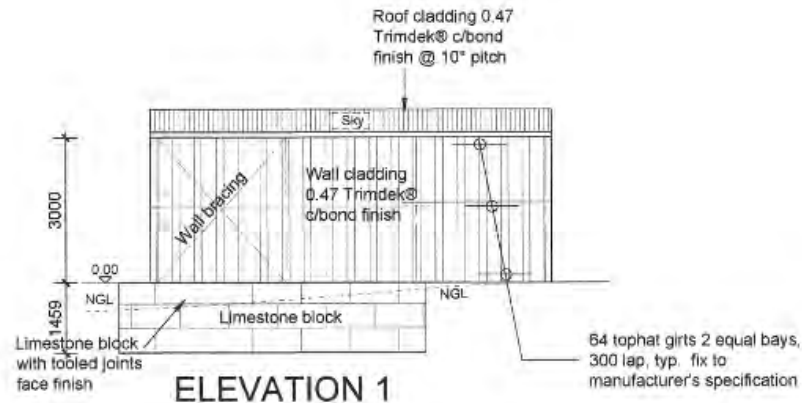 Roof cladding 0.47
Trimdek® c/bond
finish @ 10° pitch
Sky
Wall bracing
Wall cladding
0.47 Trimdek®
c/bond finish
3000
0.00
NGL
NGL
1459
Limestone block
Limestone block
with tooled joints
face finish
64 tophat girts 2 equal bays,
300 lap, typ. fix to
manufacturer's specification
ELEVATION 1